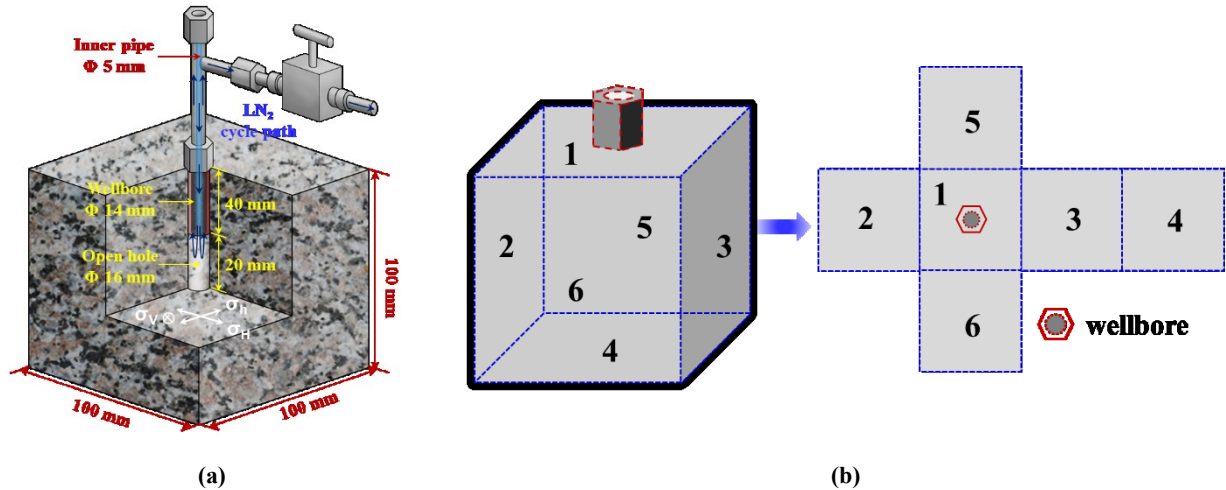 Inner pipe
Φ 5 mm
LN₂
cycle path
Wellbore
Φ 14 mm
40 mm
Open hole
Φ 16 mm
20 mm
100 mm
σV ⊗
σh
σH
100 mm
100 mm
(a)
1
2
5
3
6
4
5
1
2
3
4
6
wellbore
(b)